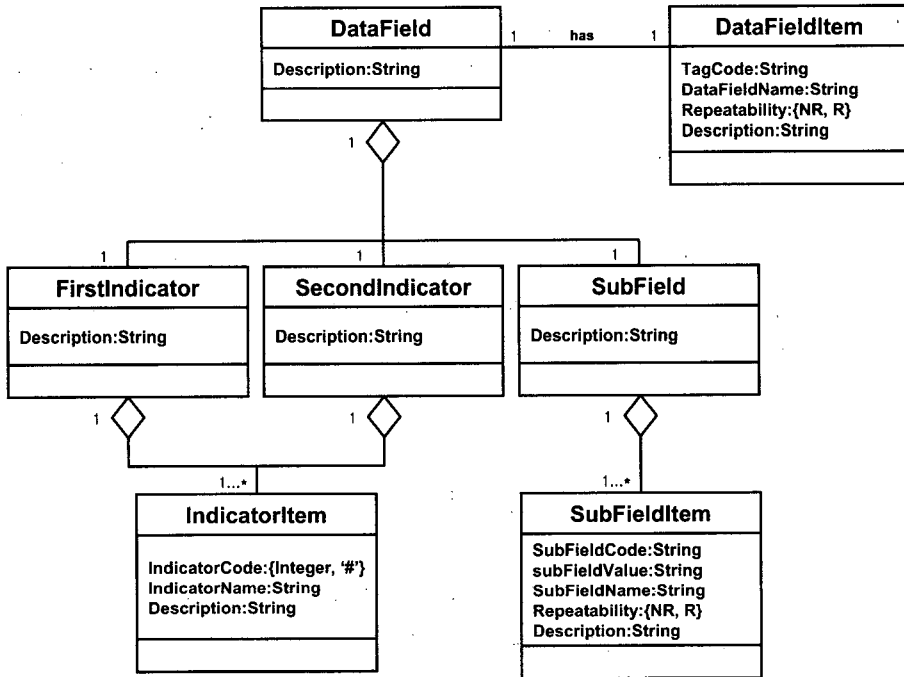 DataField
Description:String
1
1 has 1
DataFieldItem
TagCode:String
DataFieldName:String
Repeatability:{NR, R}
Description:String
1
FirstIndicator
Description:String
1
1
SecondIndicator
Description:String
1
1
SubField
Description:String
1
1...*
IndicatorItem
IndicatorCode:{Integer, '#'}
IndicatorName:String
Description:String
1...*
SubFieldItem
SubFieldCode:String
subFieldValue:String
SubFieldName:String
Repeatability:{NR, R}
Description:String